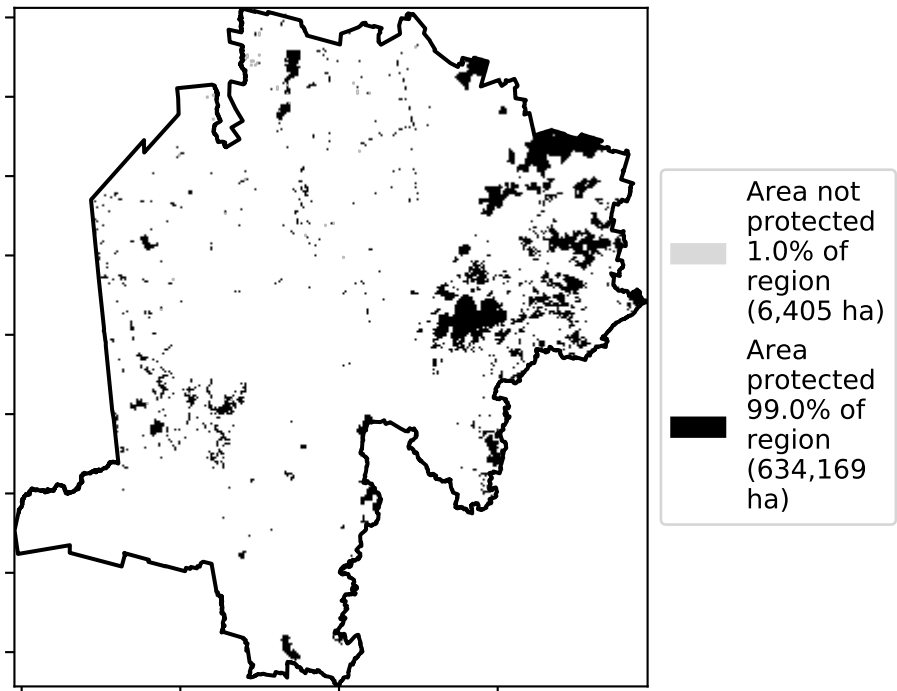 Area not
protected
1.0% of
region
(6,405 ha)
Area
protected
99.0% of
region
(634,169
ha)